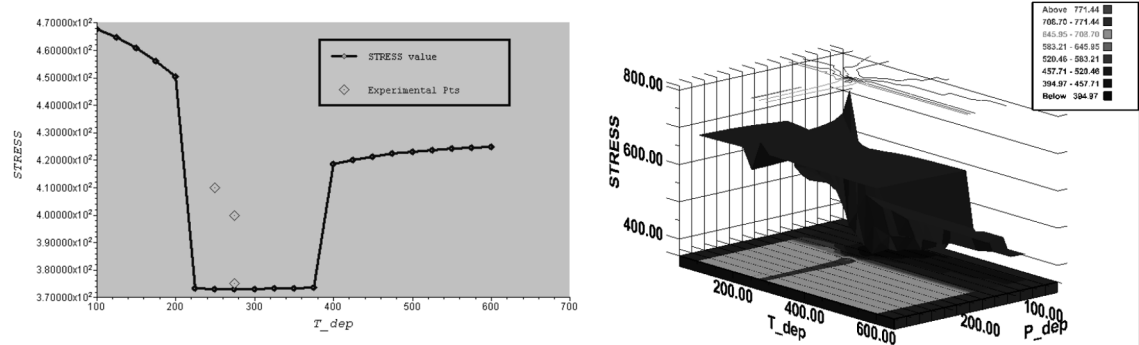 4.70000x10²
4.60000x10²
4.50000x10²
4.40000x10²
4.30000x10²
4.20000x10²
4.10000x10²
4.00000x10²
3.90000x10²
3.80000x10²
3.70000x10²
STRESS
100 200 300 400 500 600 700
T_dep
STRESS value
Experimental Pts
Above 771.44
708.70 - 771.44
645.95 - 708.70
583.21 - 645.95
520.46 - 583.21
457.71 - 520.46
394.97 - 457.71
Below 394.97
800.00
600.00
400.00
STRESS
200.00
400.00
600.00
T_dep
100.00
200.00
P_dep